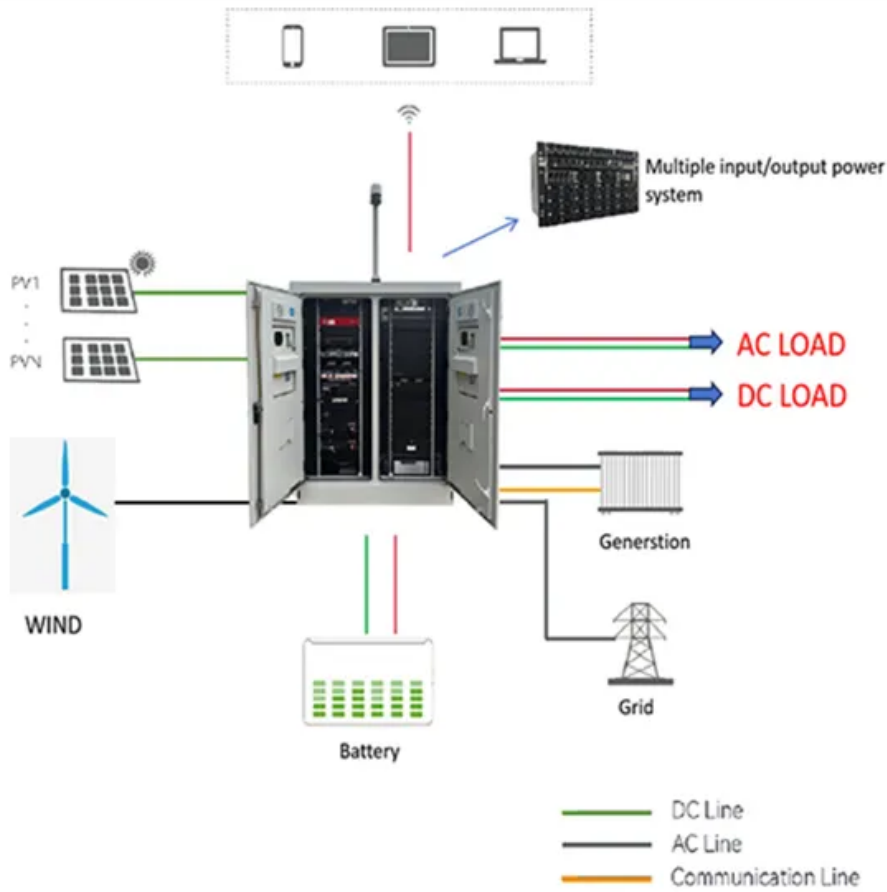 Multiple input/output power
system
PV1
PVN
AC LOAD
DC LOAD
Generstion
WIND
Grid
Battery
DC Line
AC Line
Communication Line